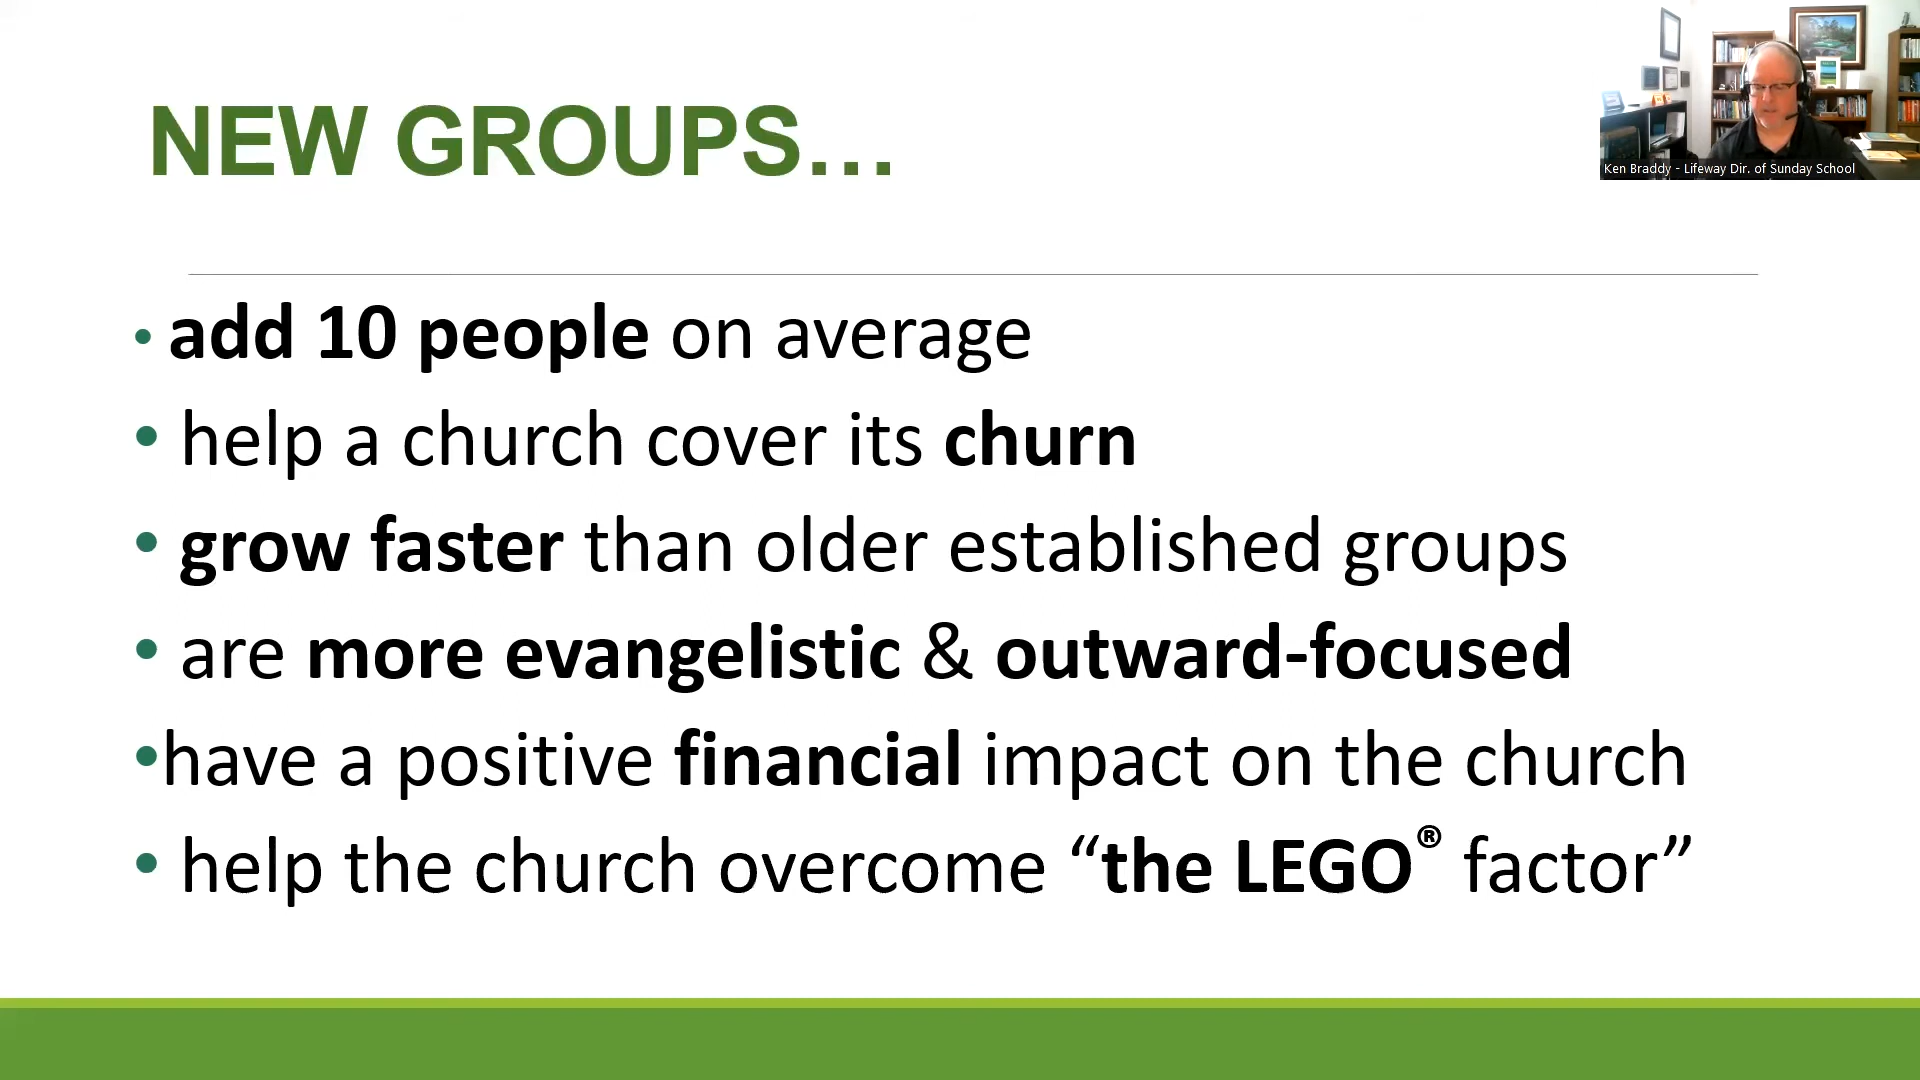 NEW GROUPS…
Ken Braddy - Lifeway Dir. of Sunday School
• add 10 people on average
• help a church cover its churn
• grow faster than older established groups
• are more evangelistic & outward-focused
•have a positive financial impact on the church
• help the church overcome “the LEGO® factor”